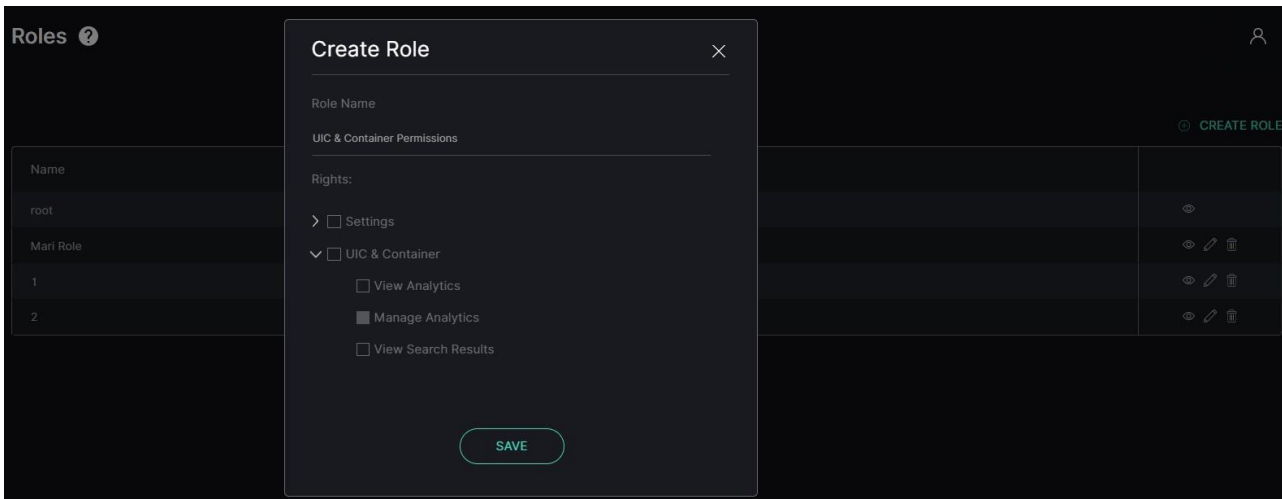 Roles ?
Create Role
Role Name
CREATE ROLE
UIC & Container Permissions
Name
Rights:
root
Settings
Mari Role
UIC & Container
1
View Analytics
2
Manage Analytics
View Search Results
SAVE